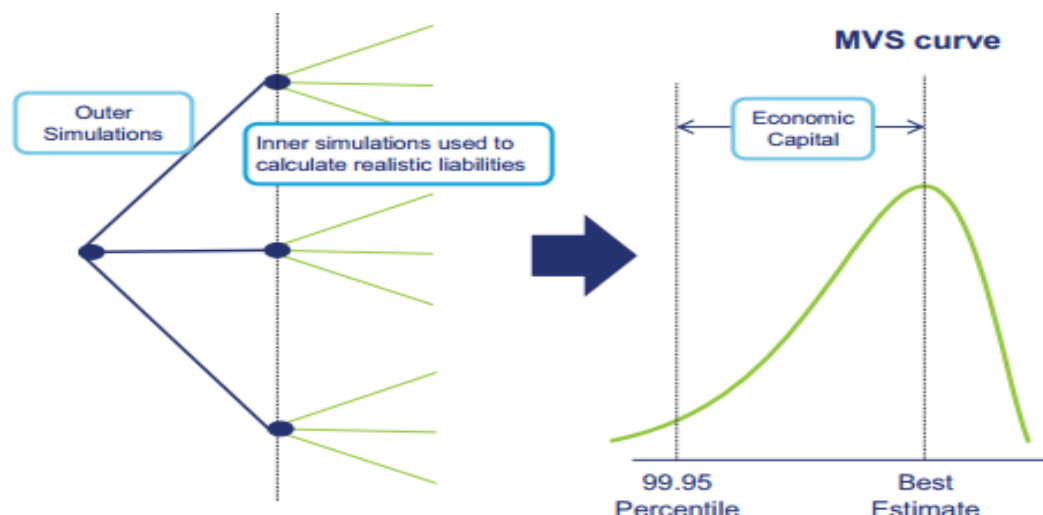 Outer
Simulations
Inner simulations used to
calculate realistic liabilities
MVS curve
Economic
Capital
99.95
Percentile
Best
Estimate